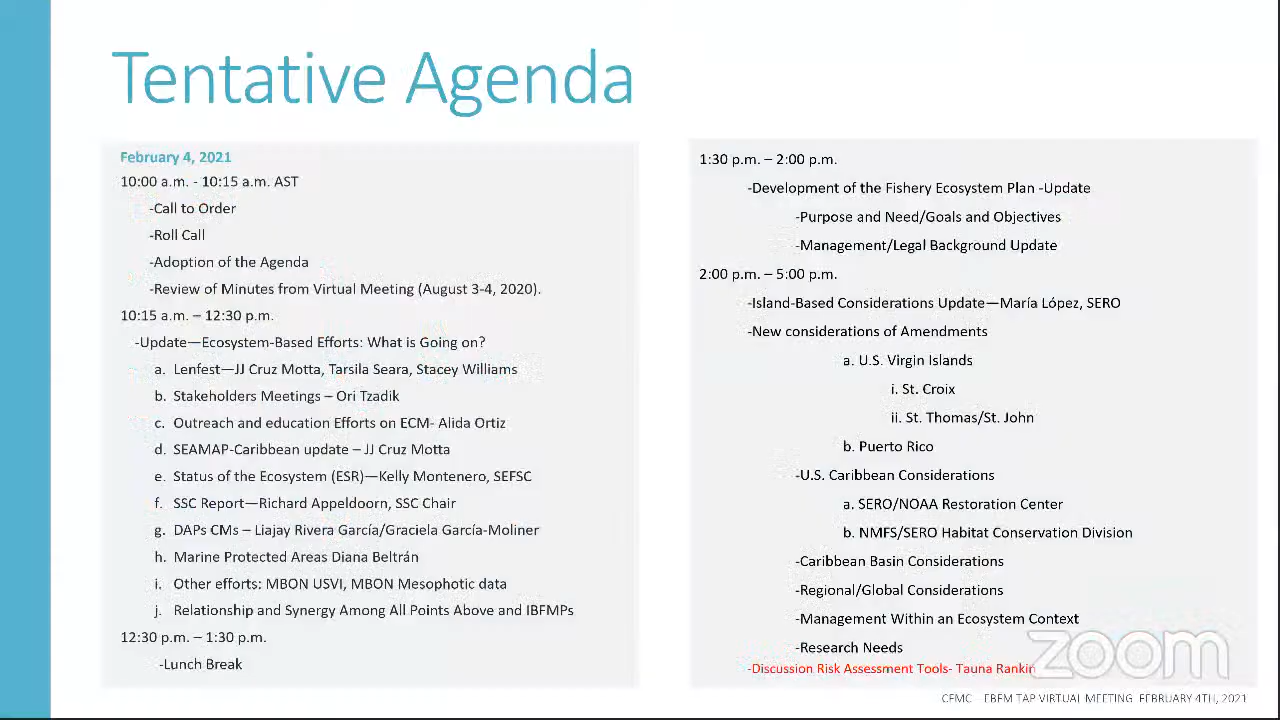 Tentative Agenda
February 4, 2021
10:00 a.m. - 10:15 a.m. AST
-Call to Order
-Roll Call
-Adoption of the Agenda
-Review of Minutes from Virtual Meeting (August 3-4, 2020).
10:15 a.m. – 12:30 p.m.
-Update—Ecosystem-Based Efforts: What is Going on?
a. Lenfest—JJ Cruz Motta, Tarsila Seara, Stacey Williams
b. Stakeholders Meetings – Ori Tzadik
c. Outreach and education Efforts on ECM- Alida Ortiz
d. SEAMAP-Caribbean update – JJ Cruz Motta
e. Status of the Ecosystem (ESR)—Kelly Montenero, SEFSC
f. SSC Report—Richard Appeldoorn, SSC Chair
g. DAPs CMs – Liajay Rivera García/Graciela García-Moliner
h. Marine Protected Areas Diana Beltrán
i. Other efforts: MBON USVI, MBON Mesophotic data
j. Relationship and Synergy Among All Points Above and IBFMPs
12:30 p.m. – 1:30 p.m.
-Lunch Break
1:30 p.m. – 2:00 p.m.
-Development of the Fishery Ecosystem Plan -Update
-Purpose and Need/Goals and Objectives
-Management/Legal Background Update
2:00 p.m. – 5:00 p.m.
-Island-Based Considerations Update—María López, SERO
-New considerations of Amendments
a. U.S. Virgin Islands
i. St. Croix
ii. St. Thomas/St. John
b. Puerto Rico
-U.S. Caribbean Considerations
a. SERO/NOAA Restoration Center
b. NMFS/SERO Habitat Conservation Division
-Caribbean Basin Considerations
-Regional/Global Considerations
-Management Within an Ecosystem Context
-Research Needs
-Discussion Risk Assessment Tools- Tauna Rankin
zoom
CFMC EBFM TAP VIRTUAL MEETING FEBRUARY 4TH, 2021